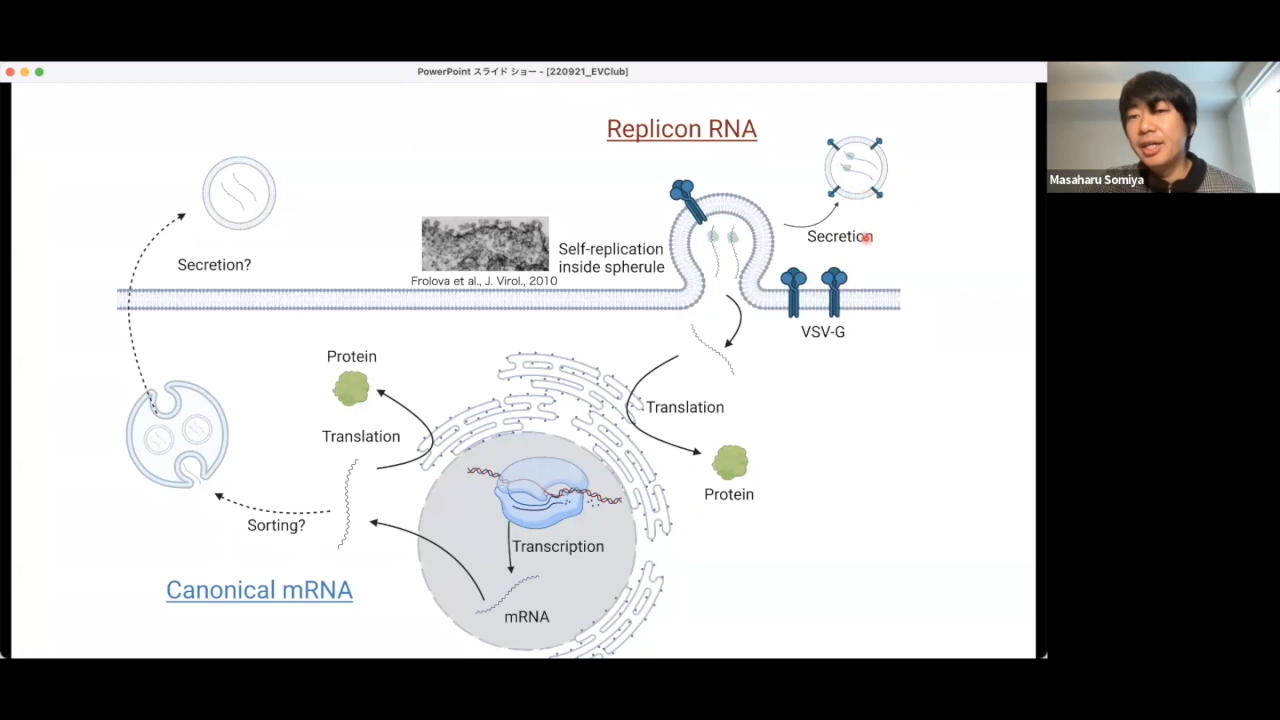 PowerPoint スライド ショー - [220921_EVClub]
Replicon RNA
Masaharu Somiya
Secretion?
Self-replication
inside spherule
Secretion
Frolova et al., J. Virol., 2010
VSV-G
Protein
Translation
Translation
Protein
Sorting?
Transcription
Canonical mRNA
mRNA